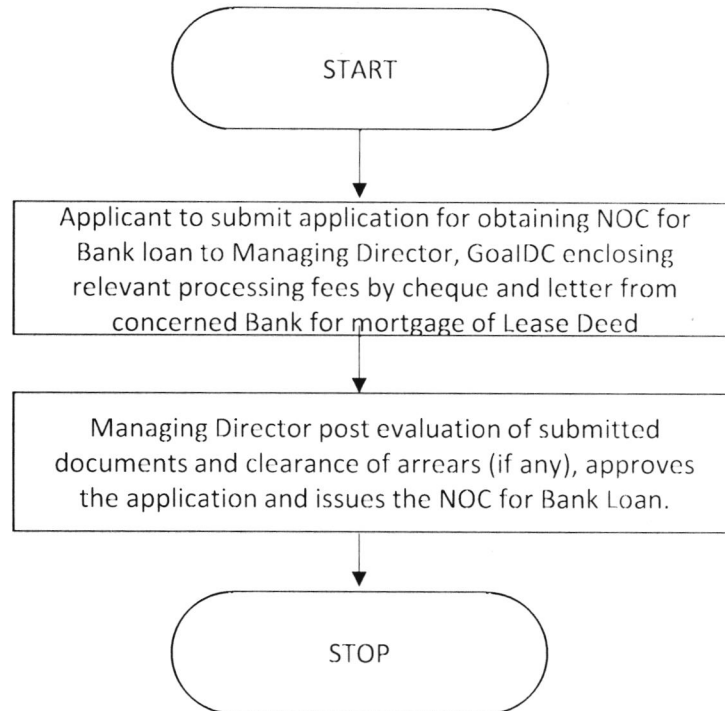 START
Applicant to submit application for obtaining NOC for
Bank loan to Managing Director, GoaIDC enclosing
relevant processing fees by cheque and letter from
concerned Bank for mortgage of Lease Deed
Managing Director post evaluation of submitted
documents and clearance of arrears (if any), approves
the application and issues the NOC for Bank Loan.
STOP